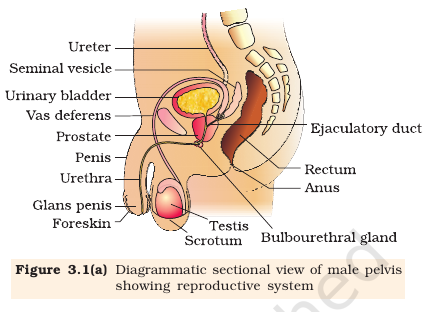 Ureter
Seminal vesicle
Urinary bladder
Vas deferens
Prostate
Penis
Urethra
Glans penis
Foreskin
Testis
Scrotum
Bulbourethral gland
Ejaculatory duct
Rectum
Anus
Figure 3.1(a) Diagrammatic sectional view of male pelvis
showing reproductive system